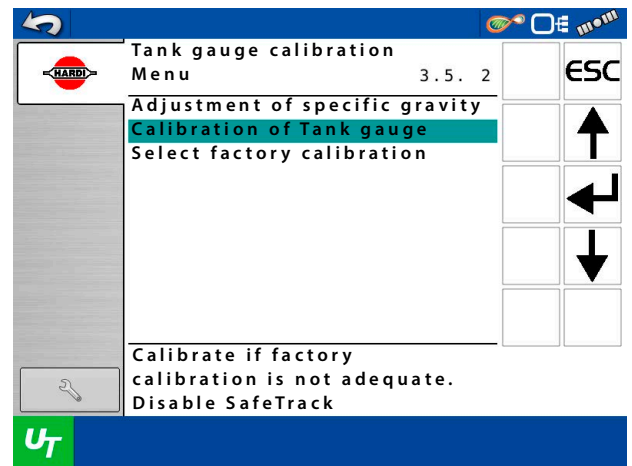 Tank gauge calibration
HARDI
Menu 3.5. 2
ESC
Adjustment of specific gravity
Calibration of Tank gauge
Select factory calibration
Calibrate if factory
calibration is not adequate.
Disable SafeTrack
UT